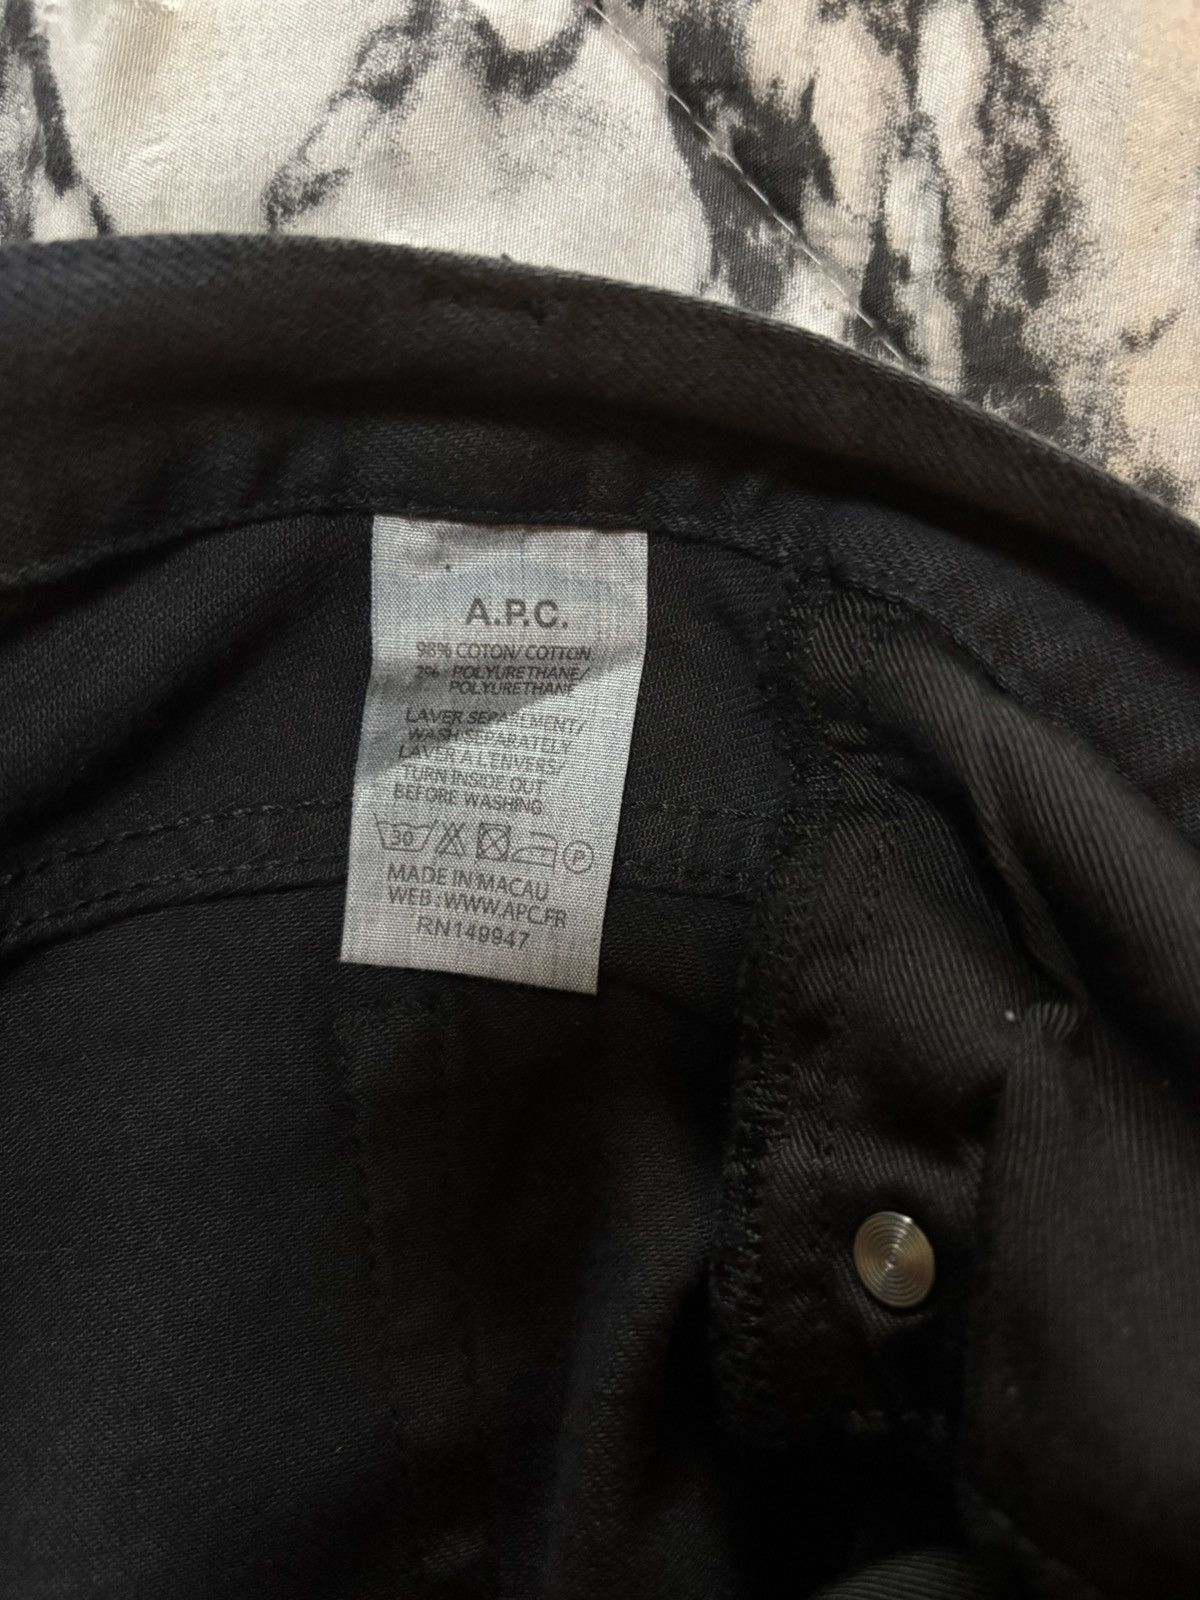 A.P.C.
98% COTON/COTTON
2% POLYURETHANE/
POLYURETHANE
LAVER SEPAREMENT/
WASH SEPARATELY
LAVER A L'ENVERS/
TURN INSIDE OUT
BEFORE WASHING
30 P
MADE IN MACAU
WEB:WWW.APC.FR
RN149947